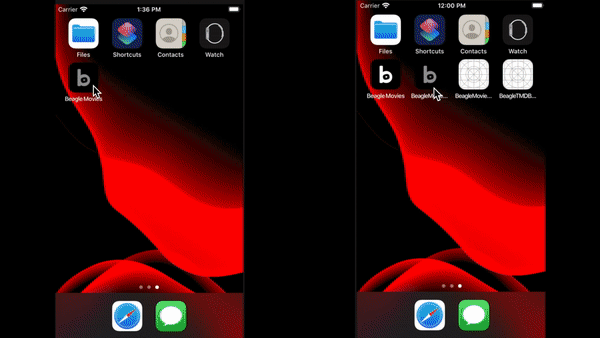 Carrier 1:36 PM
Files Shortcuts Contacts Watch
b
Beagle Movies
Carrier 12:00 PM
Files Shortcuts Contacts Watch
b b
Beagle Movies BeagleMo... BeagleMovie... BeagleTMDB...